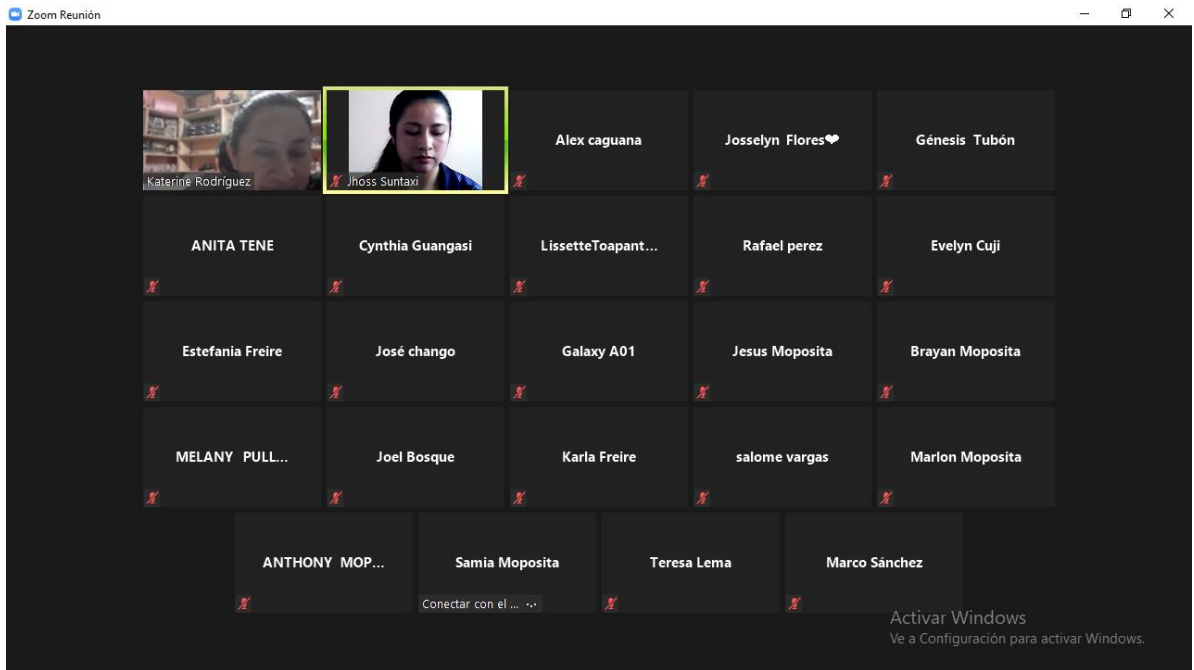 Zoom Reunión
Katerine Rodríguez
Jhoss Suntaxi
Alex caguana
Josselyn Flores❤
Génesis Tubón
ANITA TENE
Cynthia Guangasi
LissetteToapant...
Rafael perez
Evelyn Cuji
Estefania Freire
José chango
Galaxy A01
Jesus Moposita
Brayan Moposita
MELANY PULL...
Joel Bosque
Karla Freire
salome vargas
Marlon Moposita
ANTHONY MOP...
Samia Moposita
Conectar con el ...
Teresa Lema
Marco Sánchez
Activar Windows
Ve a Configuración para activar Windows.